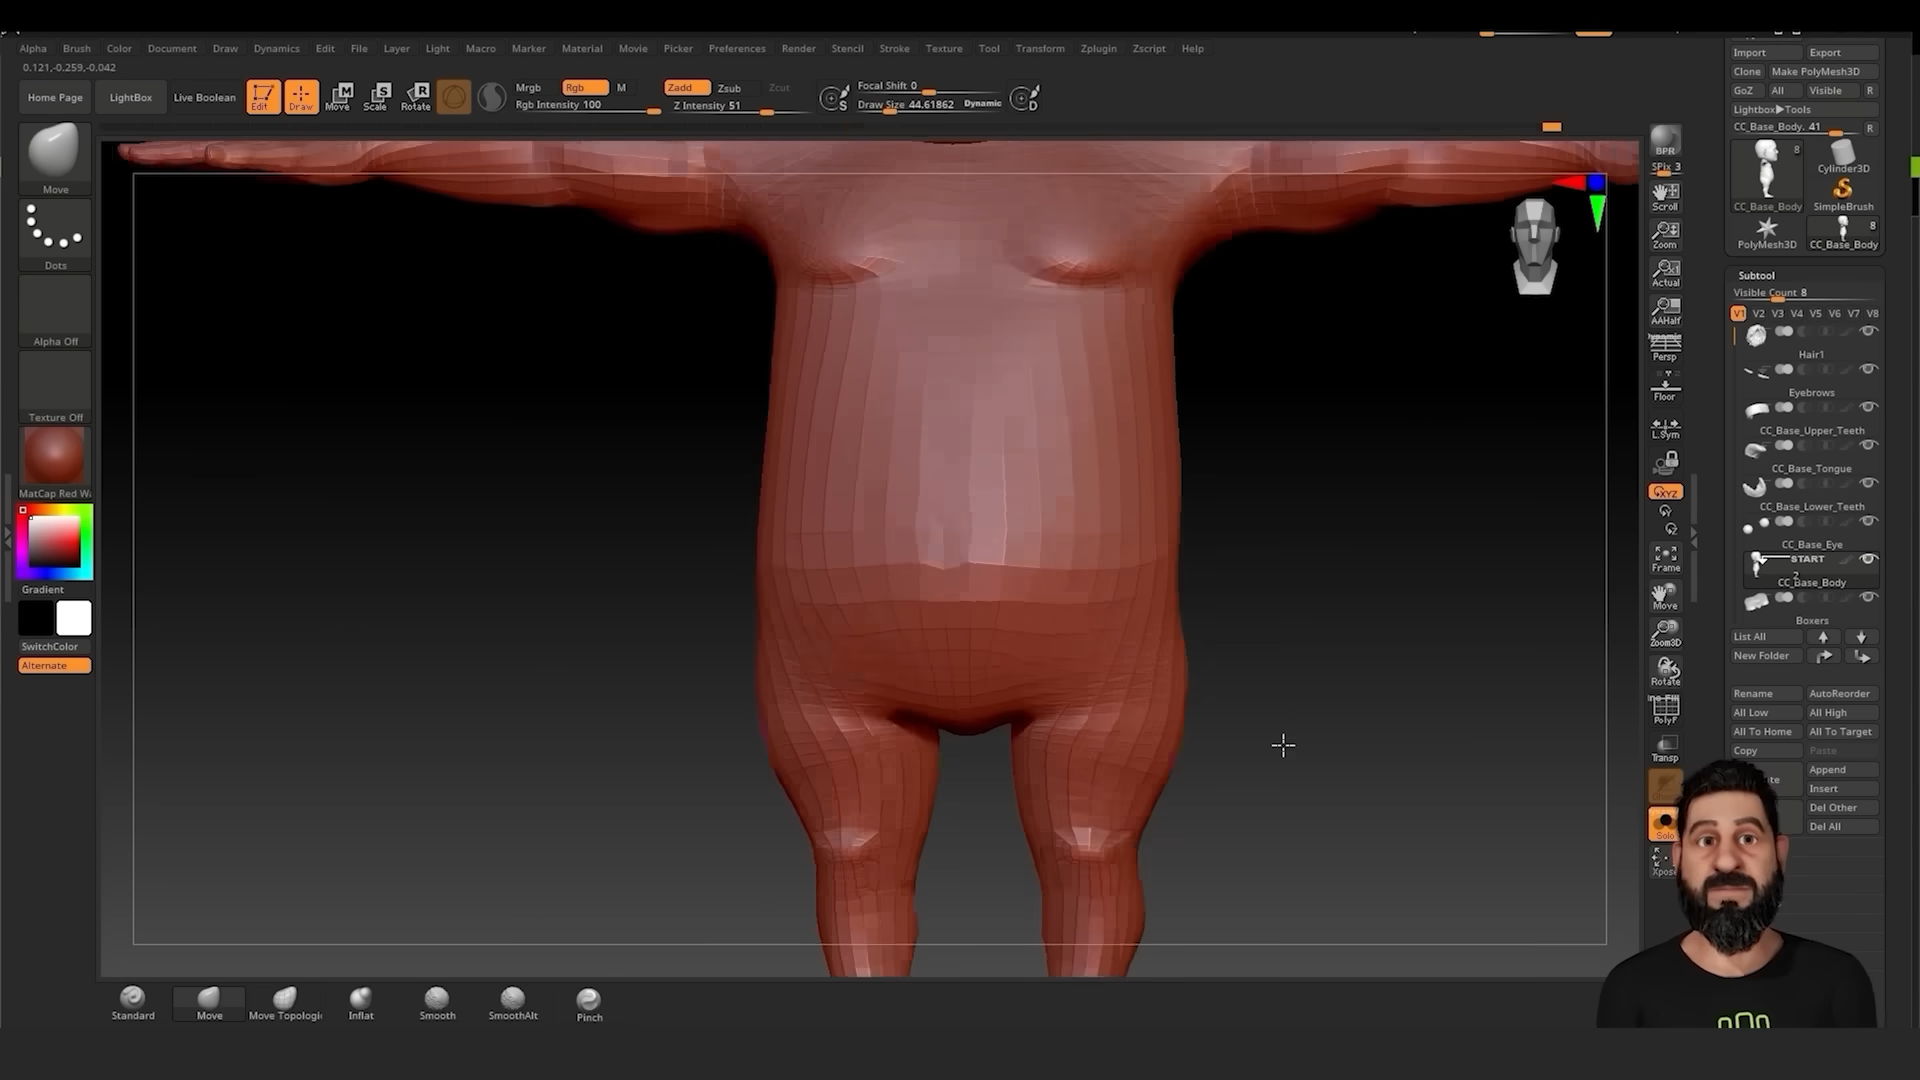 Alpha Brush Color Document Draw Dynamics Edit File Layer Light Macro Marker Material Movie Picker Preferences Render Stencil Stroke Texture Tool Transform Zplugin Zscript Help
0.121,-0.259,-0.042
Home Page LightBox Live Boolean Edit Draw Move Scale Rotate
M S R
Mrgb Rgb M
Rgb Intensity 100
Zadd Zsub Zcut
Z Intensity 51
S
Focal Shift 0
Draw Size 44.61862 Dynamic
D
Move
Dots
Alpha Off
Texture Off
MatCap Red W
Gradient
SwitchColor
Alternate
Standard Move Move Topologi Inflat Smooth SmoothAlt Pinch
BPR
SPix 3
Scroll
Zoom
Actual
AAHalf
Dynamic
Persp
Floor
L.Sym
XYZ
Frame
Move
Zoom3D
Rotate
PolyF
Transp
Solo
Xpose
Import Export
Clone Make PolyMesh3D
GoZ All Visible R
Lightbox▶Tools
CC_Base_Body. 41 R
8
CC_Base_Body
Cylinder3D
SimpleBrush
PolyMesh3D
8
CC_Base_Body
Subtool
Visible Count 8
V1 V2 V3 V4 V5 V6 V7 V8
Hair1
Eyebrows
CC_Base_Upper_Teeth
CC_Base_Tongue
CC_Base_Lower_Teeth
CC_Base_Eye
START
2
CC_Base_Body
Boxers
List All
New Folder
Rename AutoReorder
All Low All High
All To Home All To Target
Copy Paste
Append
Insert
Del Other
Del All